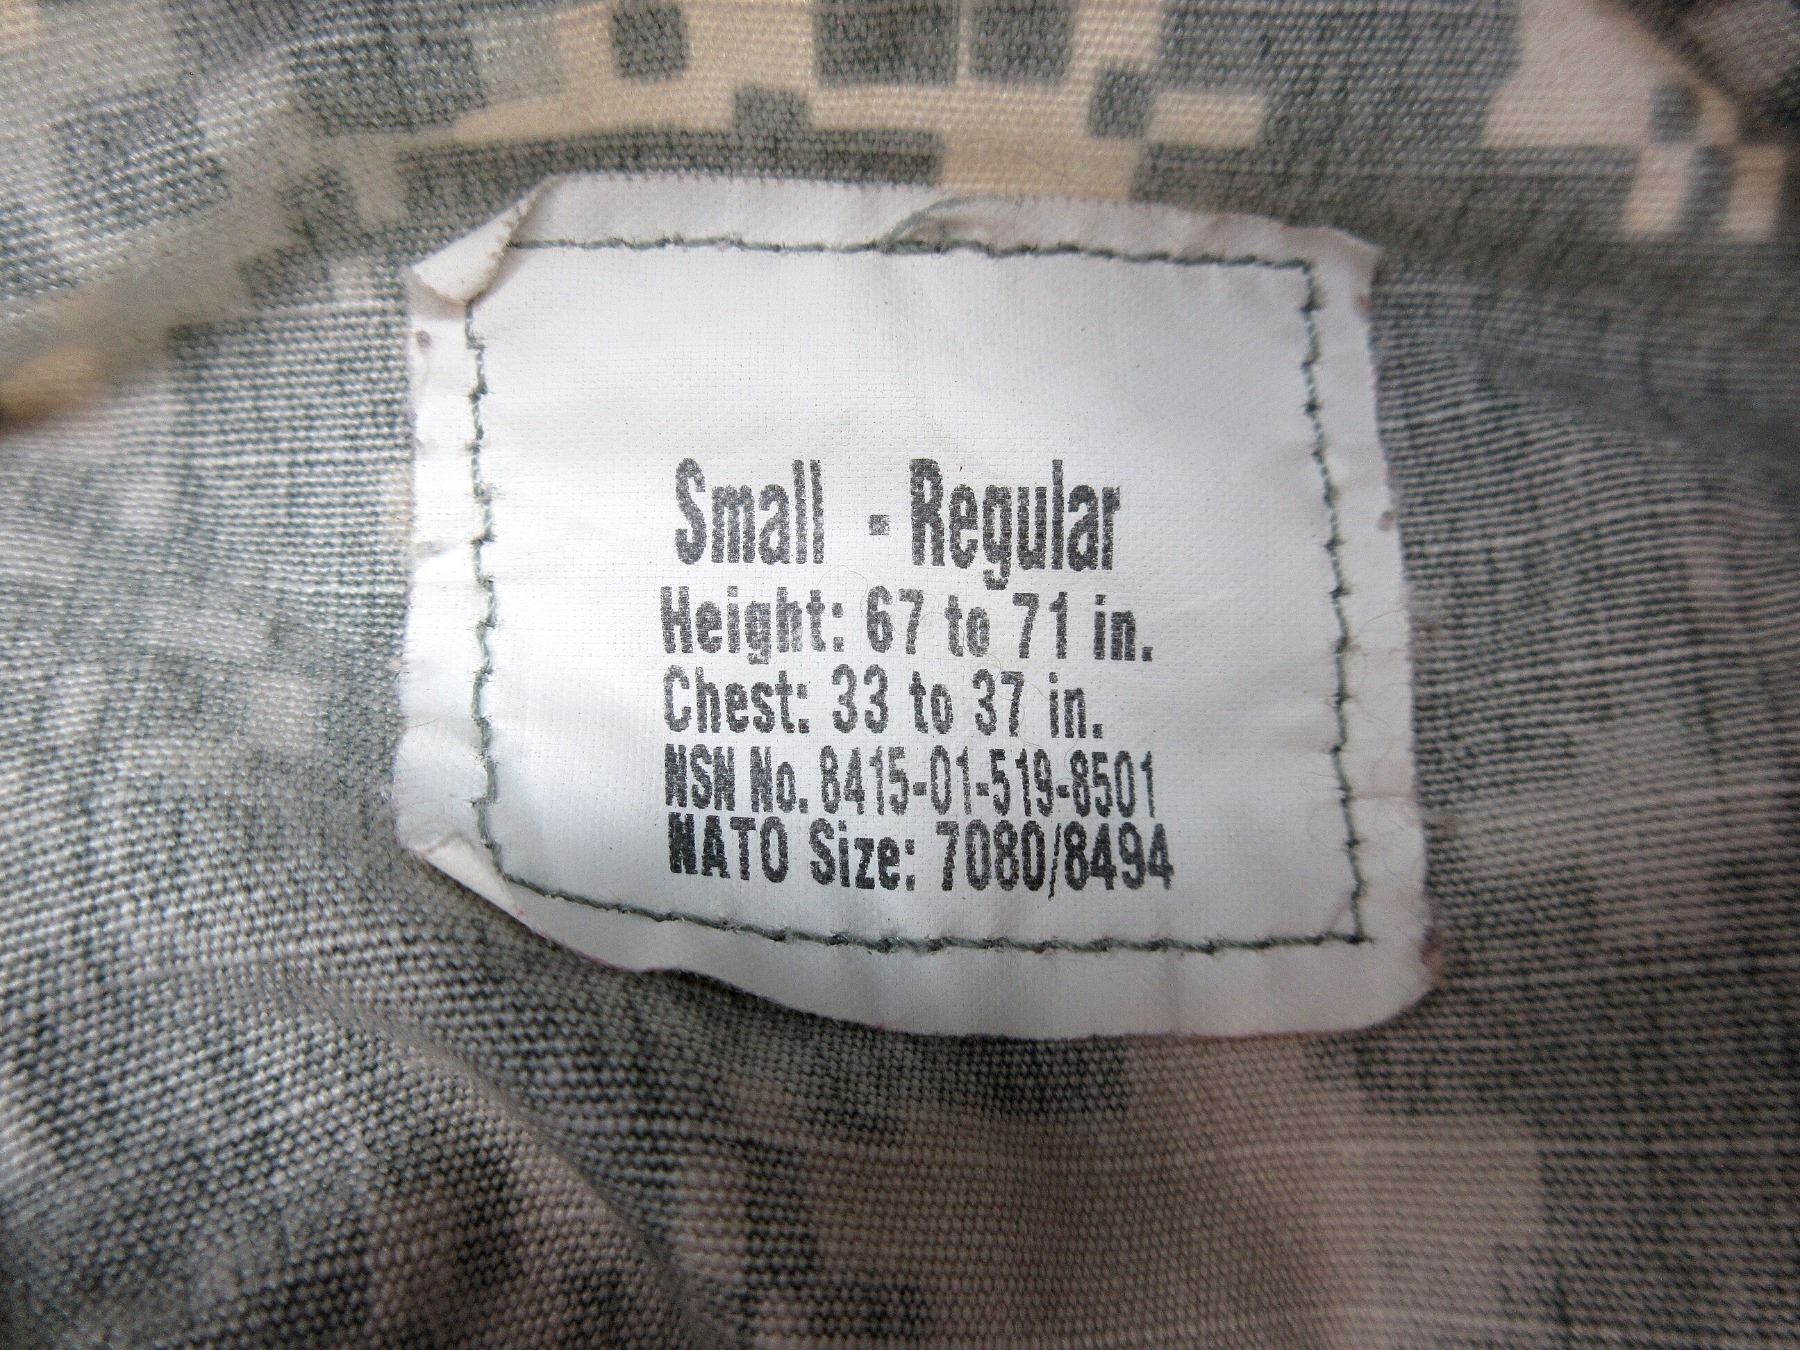 Small - Regular
Height: 67 to 71 in.
Chest: 33 to 37 in.
NSN No. 8415-01-519-8501
NATO Size: 7080/8494